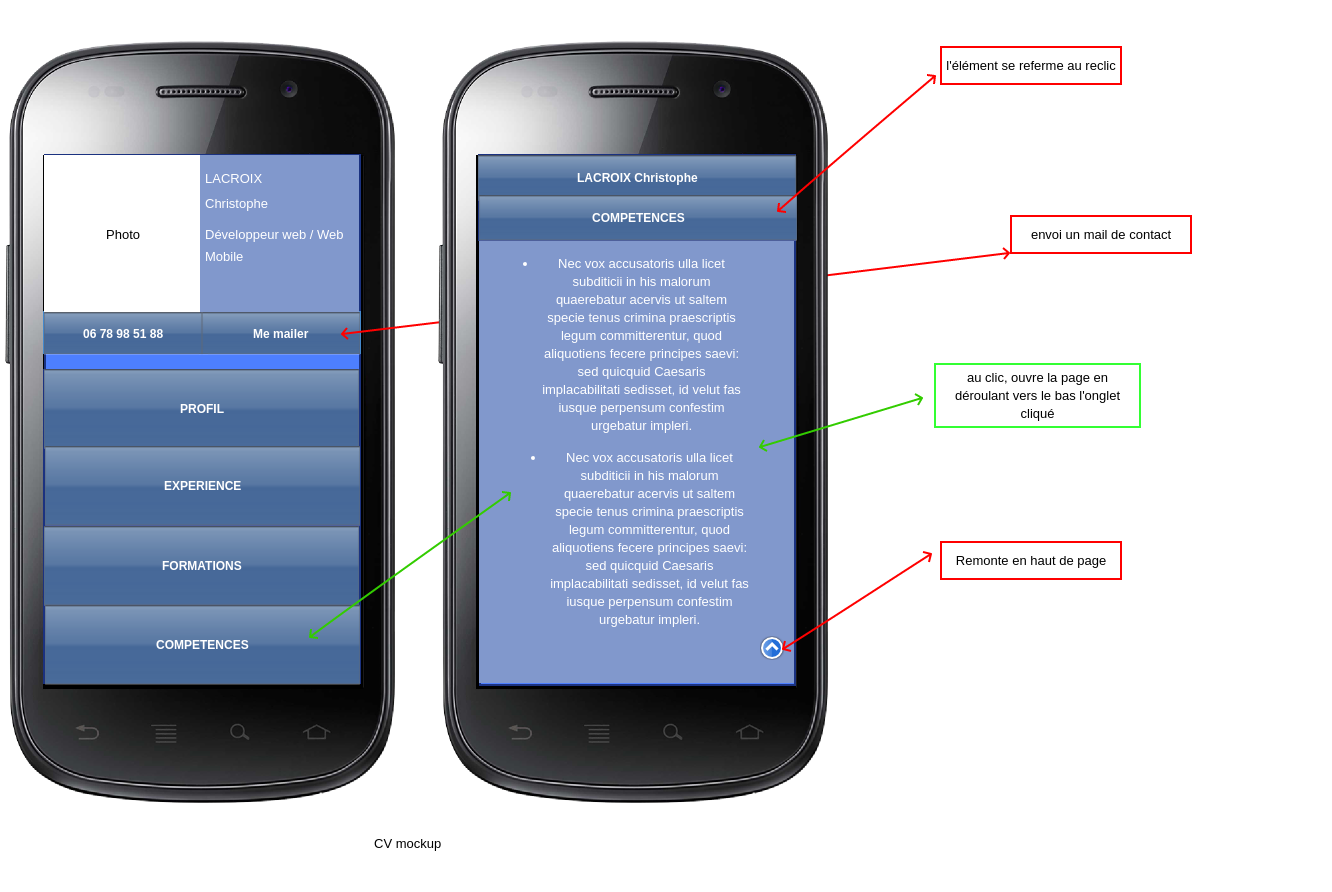 Photo
LACROIX
Christophe
Développeur web / Web
Mobile
06 78 98 51 88
Me mailer
PROFIL
EXPERIENCE
FORMATIONS
COMPETENCES
LACROIX Christophe
COMPETENCES
• Nec vox accusatoris ulla licet
subditicii in his malorum
quaerebatur acervis ut saltem
specie tenus crimina praescriptis
legum committerentur, quod
aliquotiens fecere principes saevi:
sed quicquid Caesaris
implacabilitati sedisset, id velut fas
iusque perpensum confestim
urgebatur impleri.
• Nec vox accusatoris ulla licet
subditicii in his malorum
quaerebatur acervis ut saltem
specie tenus crimina praescriptis
legum committerentur, quod
aliquotiens fecere principes saevi:
sed quicquid Caesaris
implacabilitati sedisset, id velut fas
iusque perpensum confestim
urgebatur impleri.
l'élément se referme au reclic
envoi un mail de contact
au clic, ouvre la page en
déroulant vers le bas l'onglet
cliqué
Remonte en haut de page
CV mockup